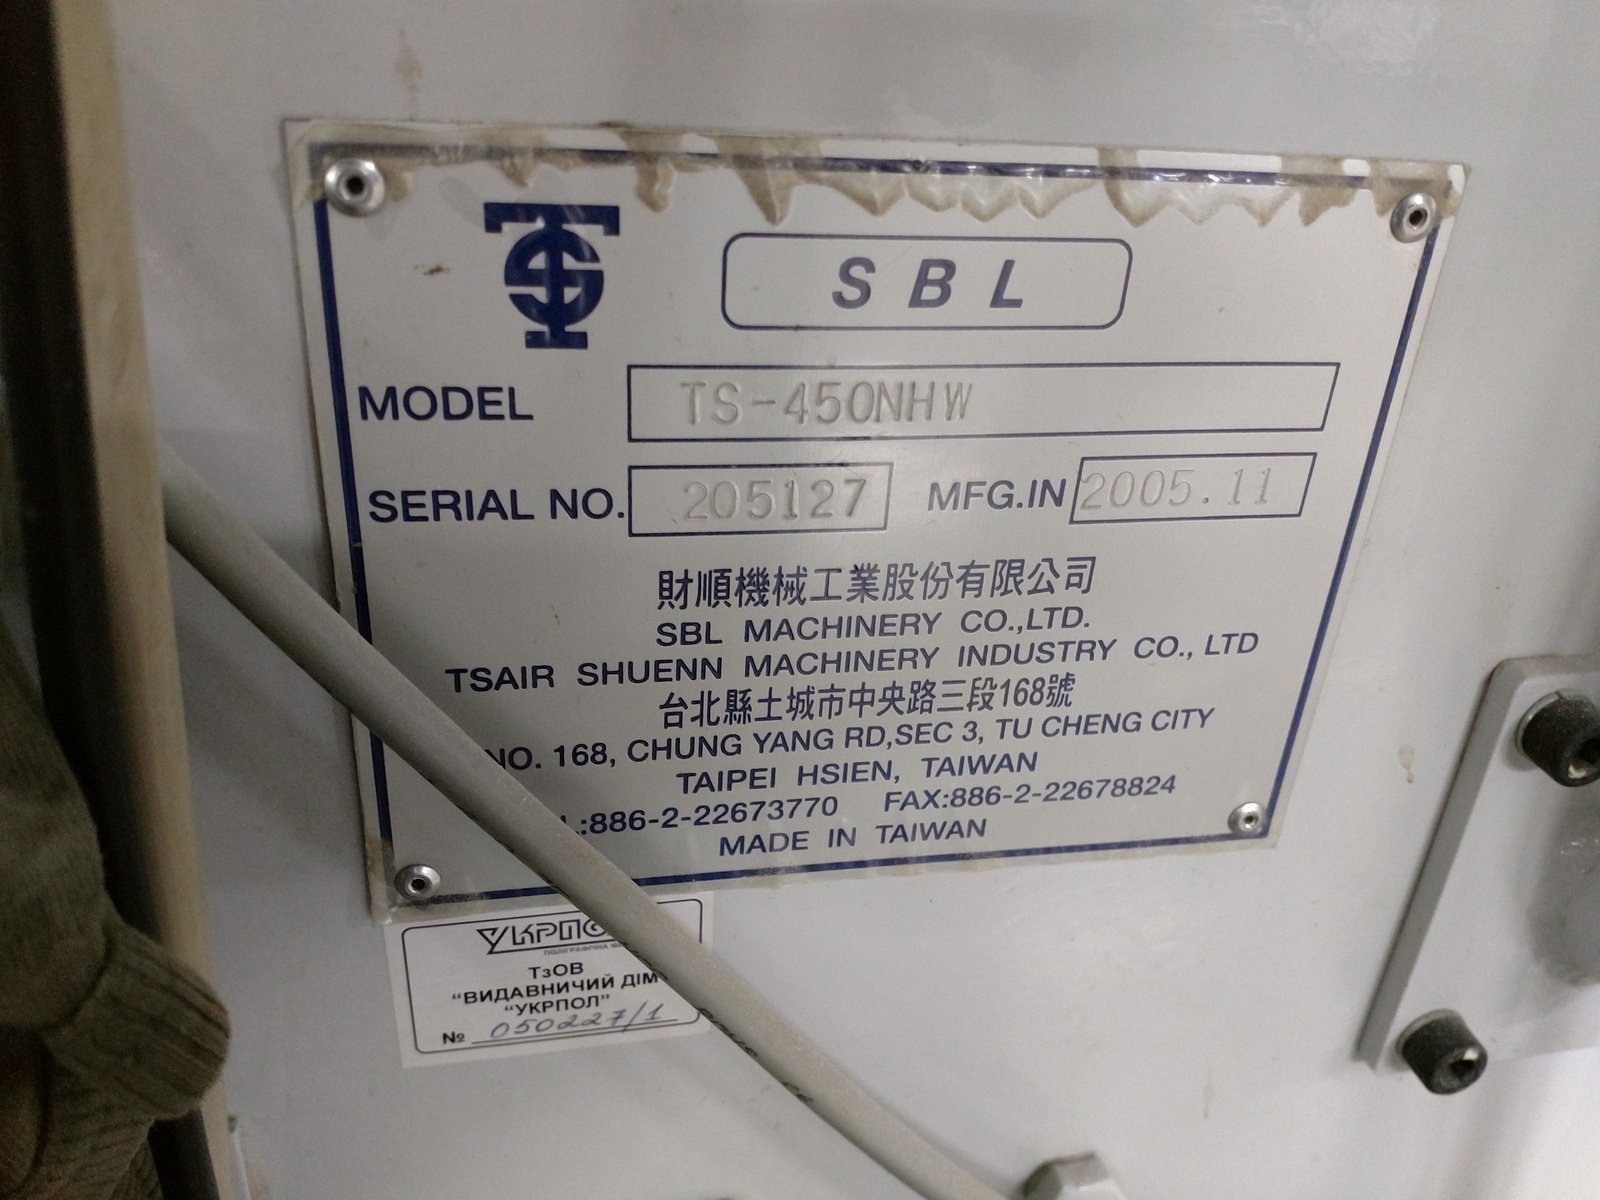 SBL
MODEL TS-450NHW
SERIAL NO. 205127 MFG.IN 2005.11
財順機械工業股份有限公司
SBL MACHINERY CO.,LTD.
TSAIR SHUENN MACHINERY INDUSTRY CO., LTD
台北縣土城市中央路三段168號
NO. 168, CHUNG YANG RD,SEC 3, TU CHENG CITY
TAIPEI HSIEN, TAIWAN
:886-2-22673770 FAX:886-2-22678824
MADE IN TAIWAN
ТзОВ
“ВИДАВНИЧИЙ ДІМ
“УКРПОЛ”
№ 050227/1